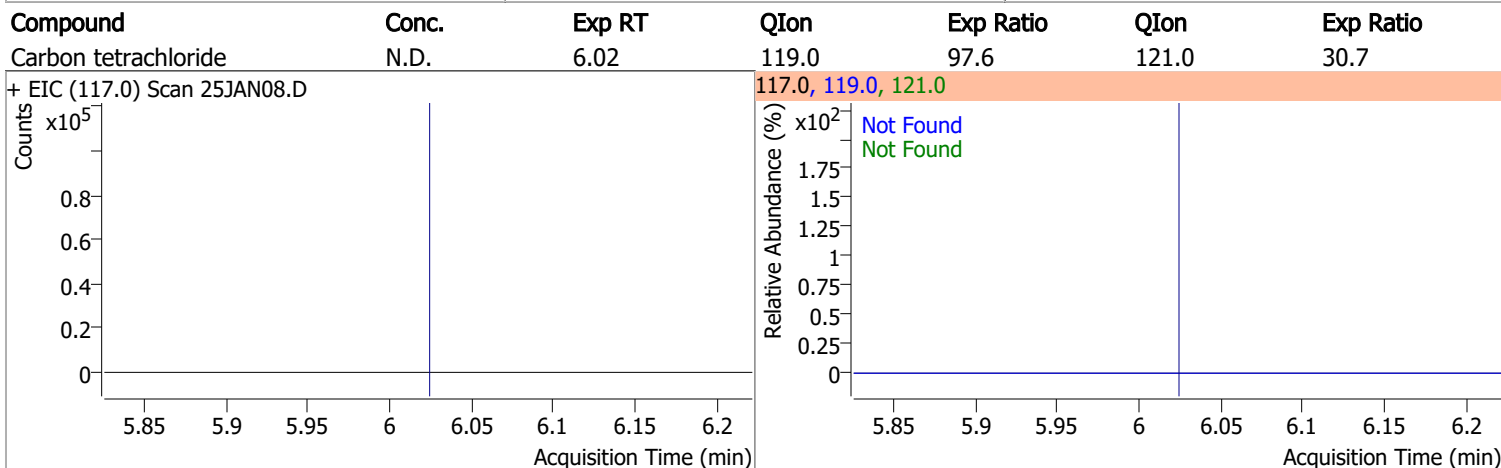 Compound Conc. Exp RT QIon Exp Ratio QIon Exp Ratio
Carbon tetrachloride N.D. 6.02 119.0 97.6 121.0 30.7
+ EIC (117.0) Scan 25JAN08.D
Counts
x10⁵
0.8
0.6
0.4
0.2
0
5.85 5.9 5.95 6 6.05 6.1 6.15 6.2
Acquisition Time (min)
117.0, 119.0, 121.0
Relative Abundance (%)
x10²
Not Found
Not Found
1.75
1.5
1.25
1
0.75
0.5
0.25
0
5.85 5.9 5.95 6 6.05 6.1 6.15 6.2
Acquisition Time (min)